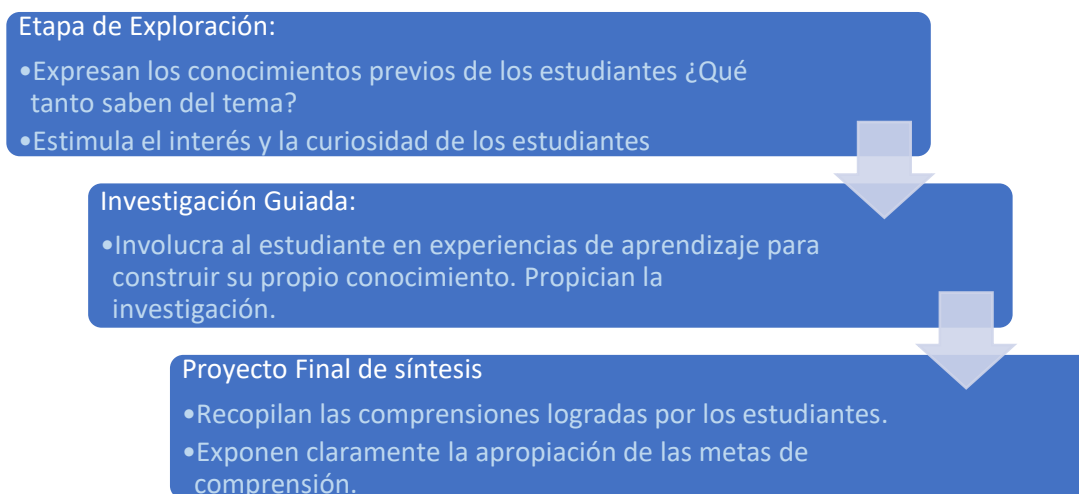 Etapa de Exploración:
•Expresan los conocimientos previos de los estudiantes ¿Qué
tanto saben del tema?
•Estimula el interés y la curiosidad de los estudiantes
Investigación Guiada:
•Involucra al estudiante en experiencias de aprendizaje para
construir su propio conocimiento. Propician la
investigación.
Proyecto Final de síntesis
•Recopilan las comprensiones logradas por los estudiantes.
•Exponen claramente la apropiación de las metas de
comprensión.